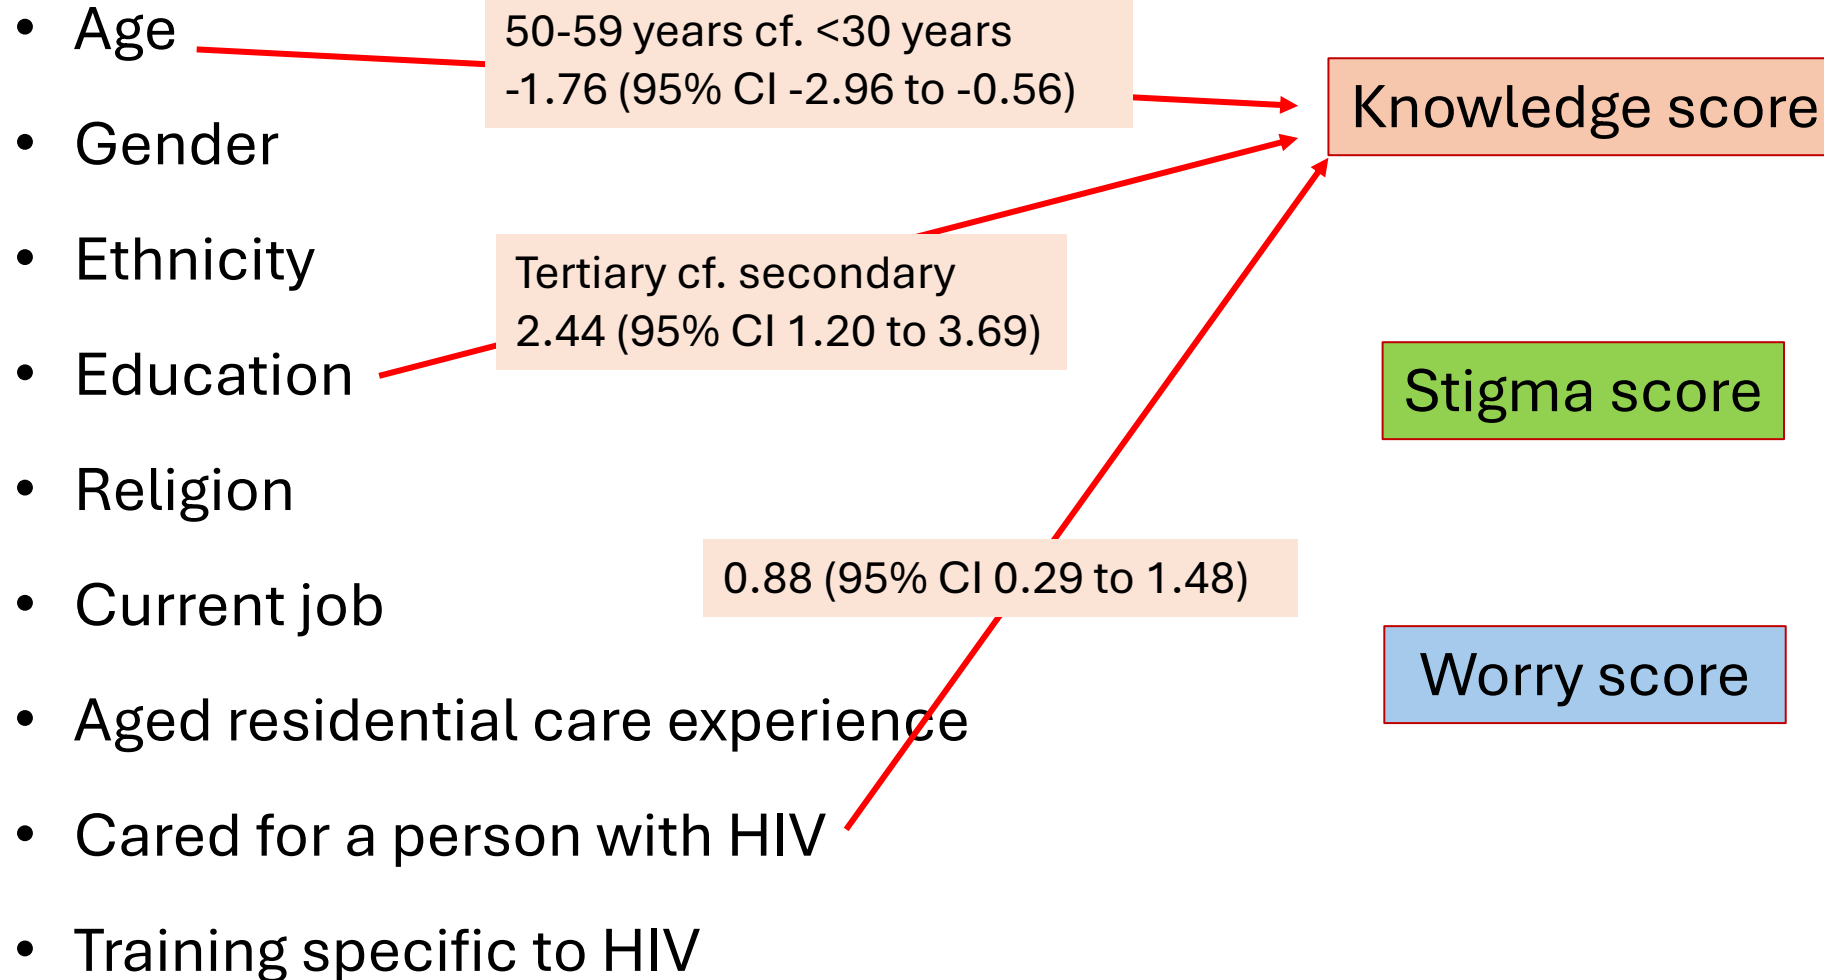 • Age
50-59 years cf. <30 years
-1.76 (95% CI -2.96 to -0.56)
Knowledge score
• Gender
• Ethnicity
Tertiary cf. secondary
2.44 (95% CI 1.20 to 3.69)
• Education
Stigma score
• Religion
• Current job
0.88 (95% CI 0.29 to 1.48)
Worry score
• Aged residential care experience
• Cared for a person with HIV
• Training specific to HIV